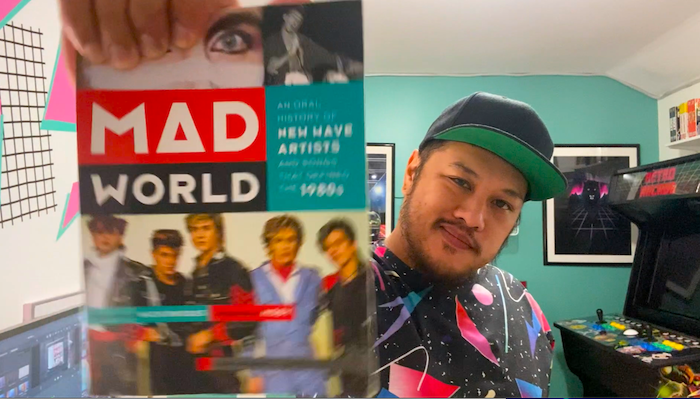 MAD
WORLD
AN ORAL
HISTORY OF
NEW WAVE
ARTISTS
AND SONGS
THAT DEFINED
THE 1980s